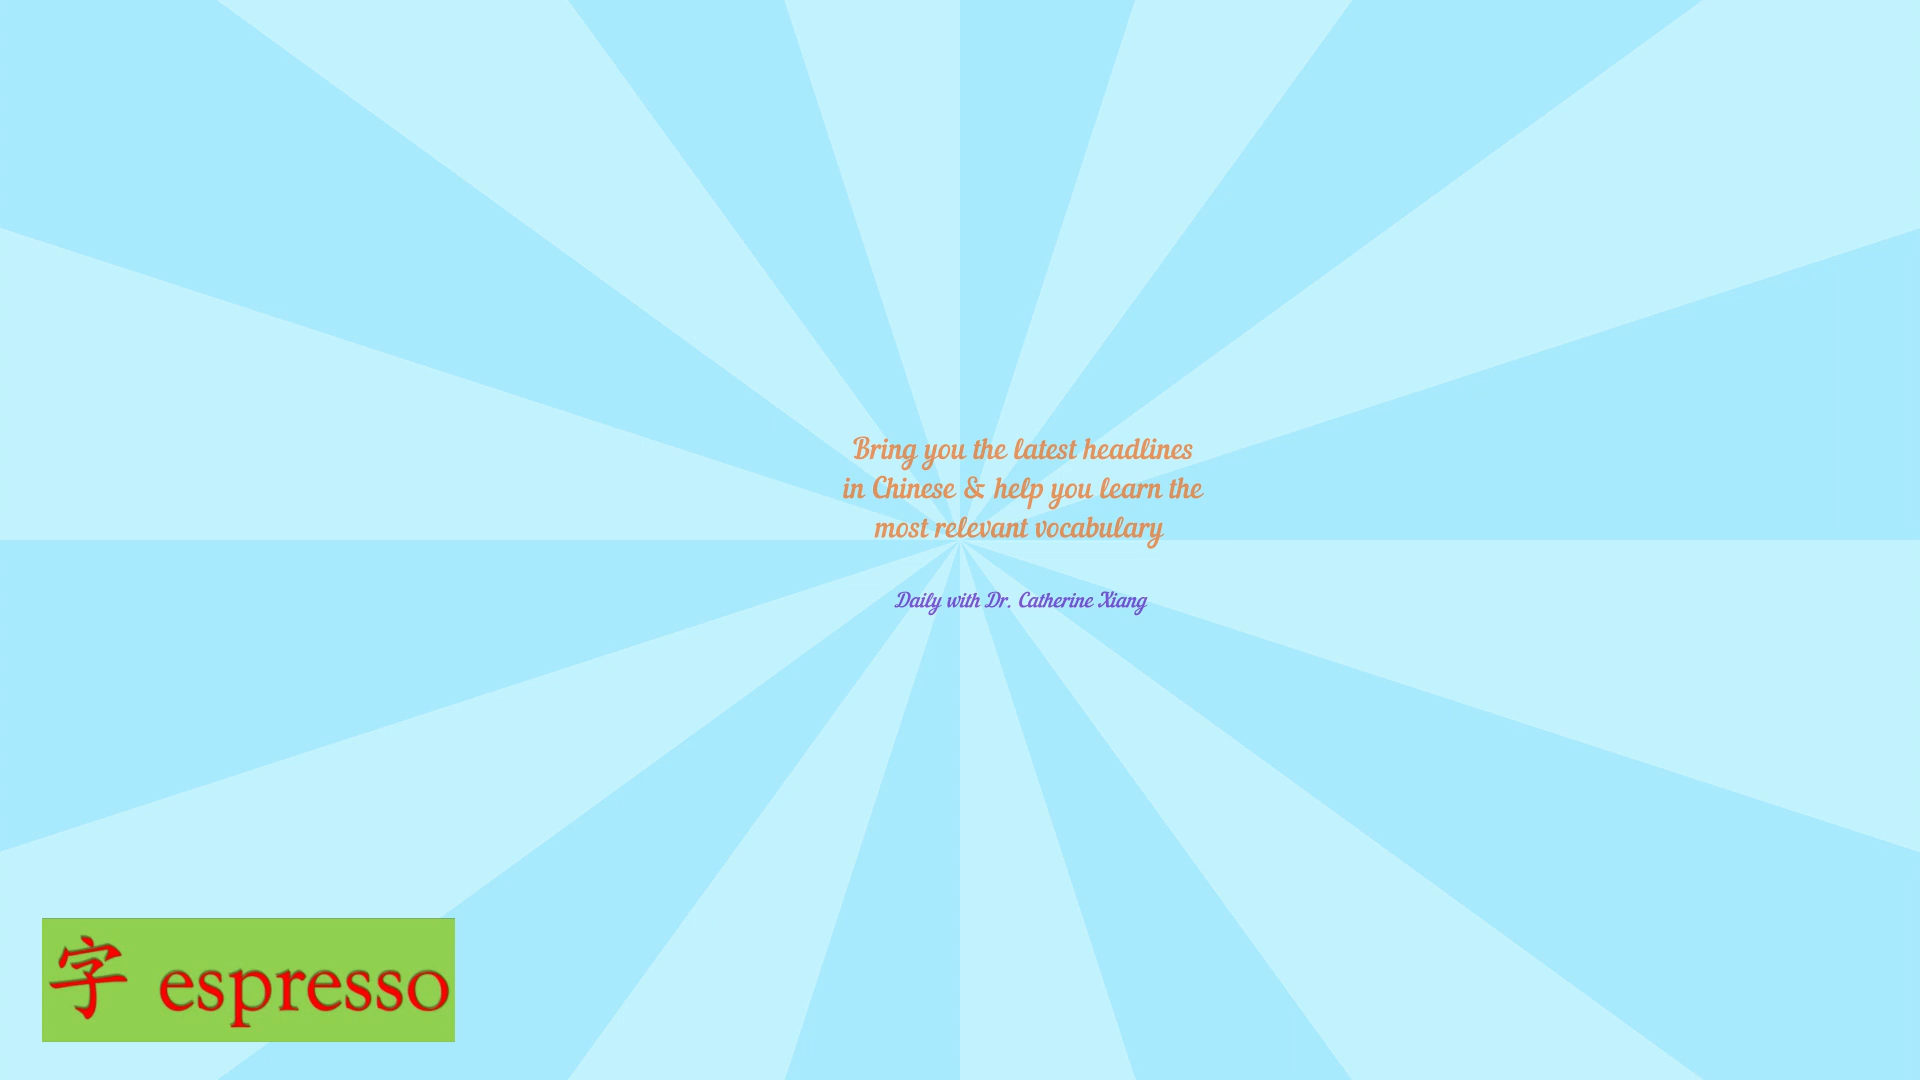 Bring you the latest headlines
in Chinese & help you learn the
most relevant vocabulary
Daily with Dr. Catherine Xiang
字 espresso